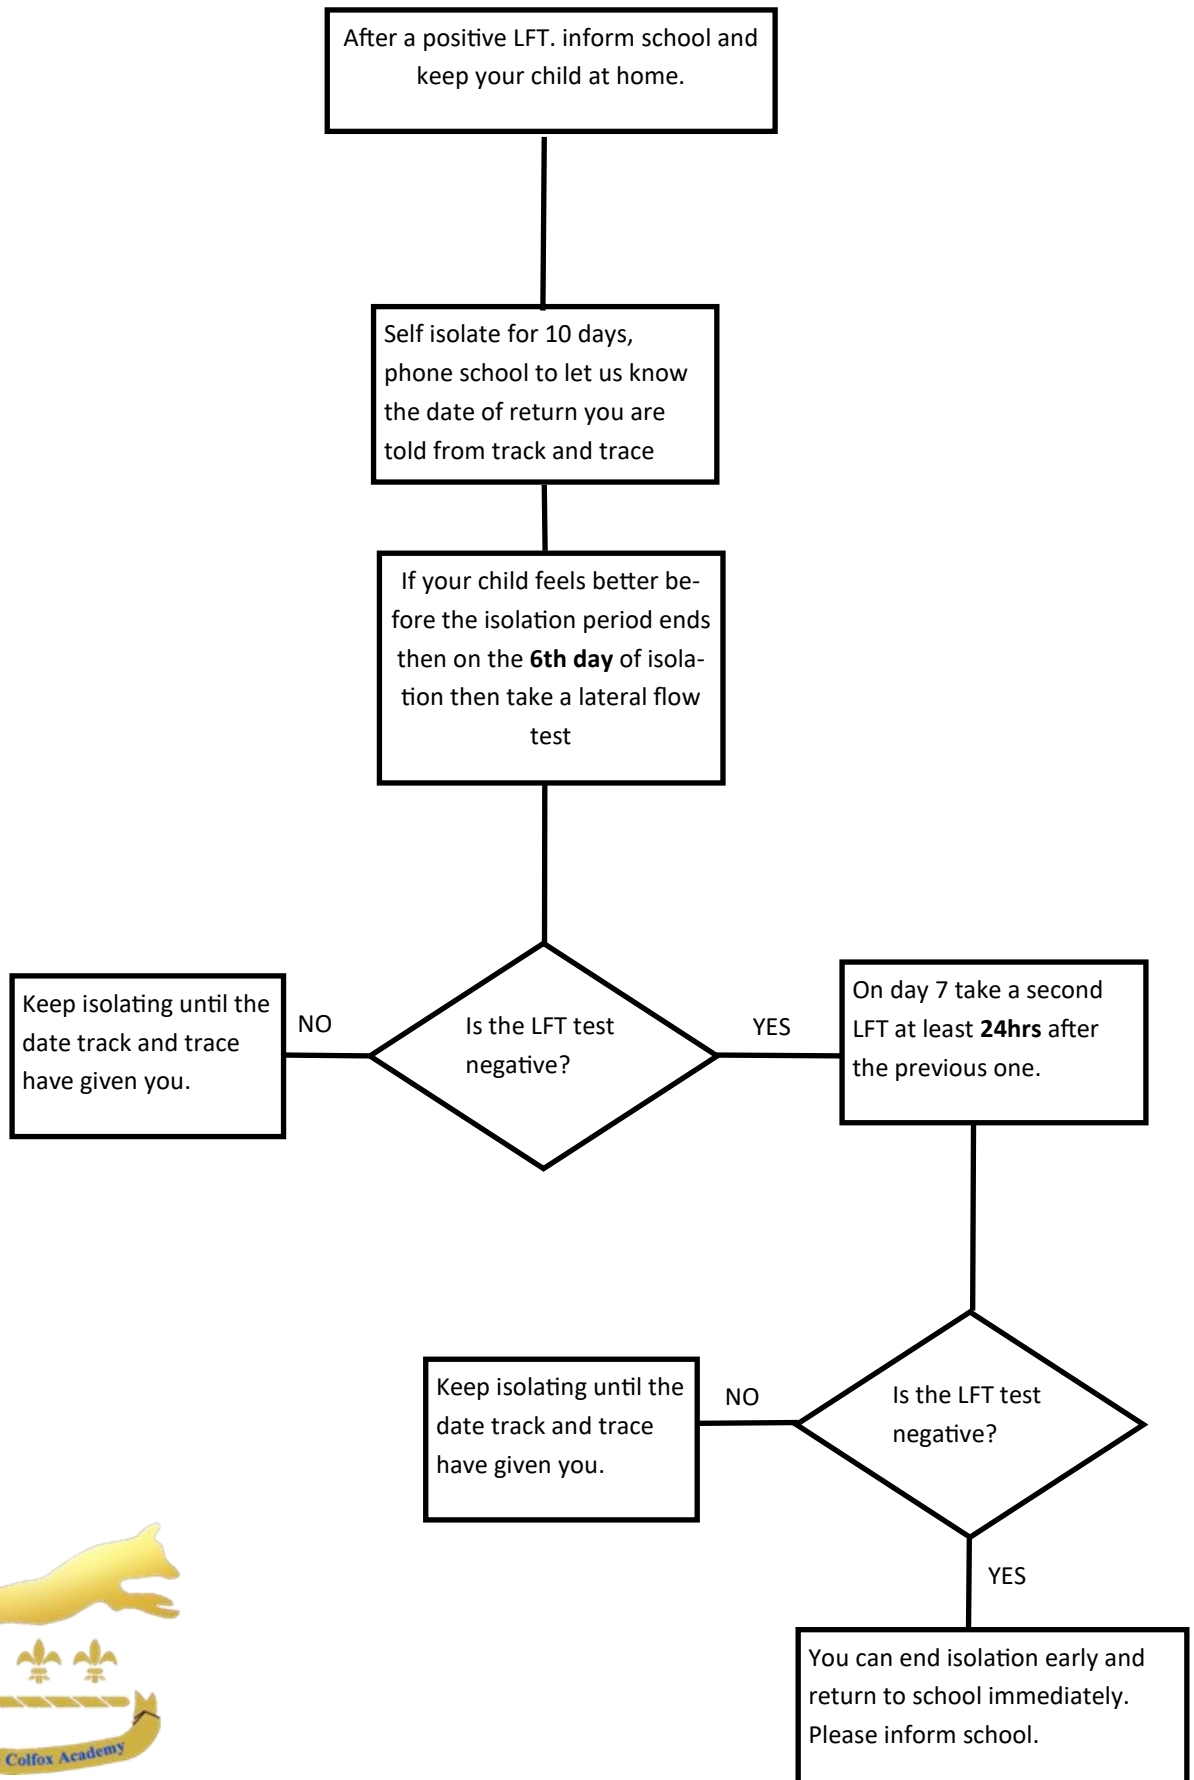 After a positive LFT. inform school and
keep your child at home.
Self isolate for 10 days,
phone school to let us know
the date of return you are
told from track and trace
If your child feels better be-
fore the isolation period ends
then on the 6th day of isola-
tion then take a lateral flow
test
Is the LFT test
negative?
NO
Keep isolating until the
date track and trace
have given you.
YES
On day 7 take a second
LFT at least 24hrs after
the previous one.
Is the LFT test
negative?
NO
Keep isolating until the
date track and trace
have given you.
YES
You can end isolation early and
return to school immediately.
Please inform school.
Colfox Academy